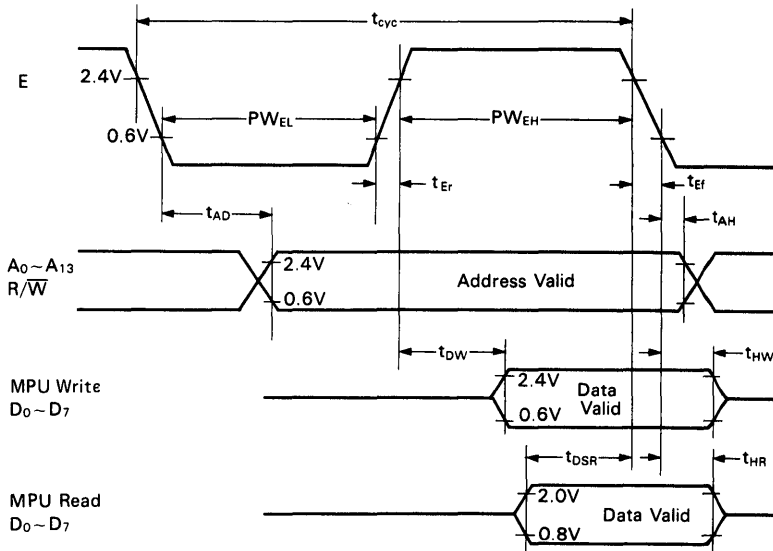 tcyc
E
2.4V
0.6V
PWEL
PWEH
tEr
tEf
tAD
tAH
A0~A13
R/W̅
2.4V
0.6V
Address Valid
tDW
tHW
MPU Write
D0~D7
2.4V
0.6V
Data
Valid
tDSR
tHR
MPU Read
D0~D7
2.0V
0.8V
Data Valid